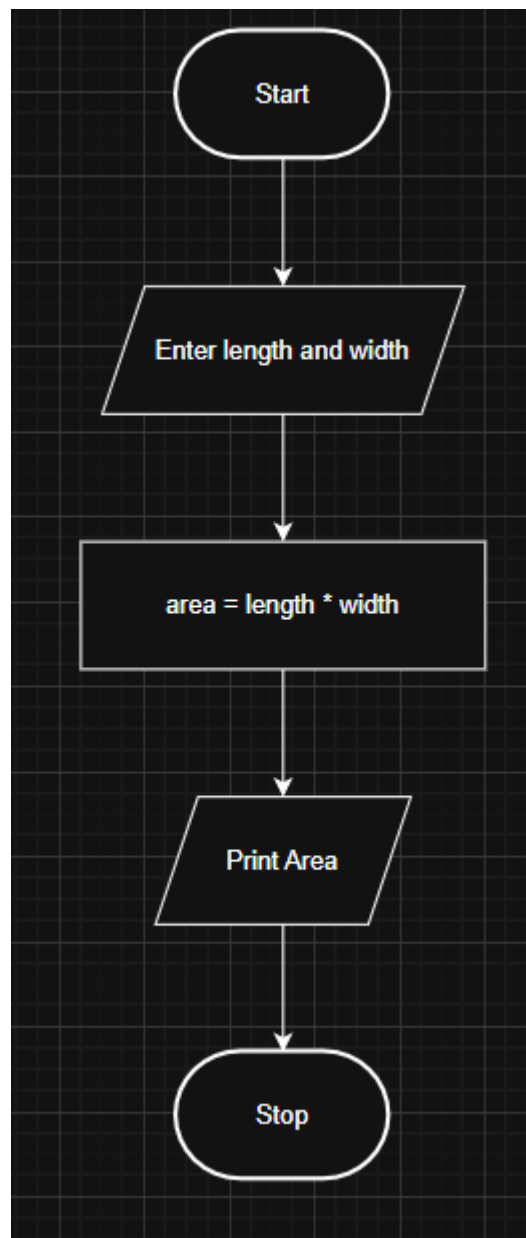 Start
Enter length and width
area = length * width
Print Area
Stop